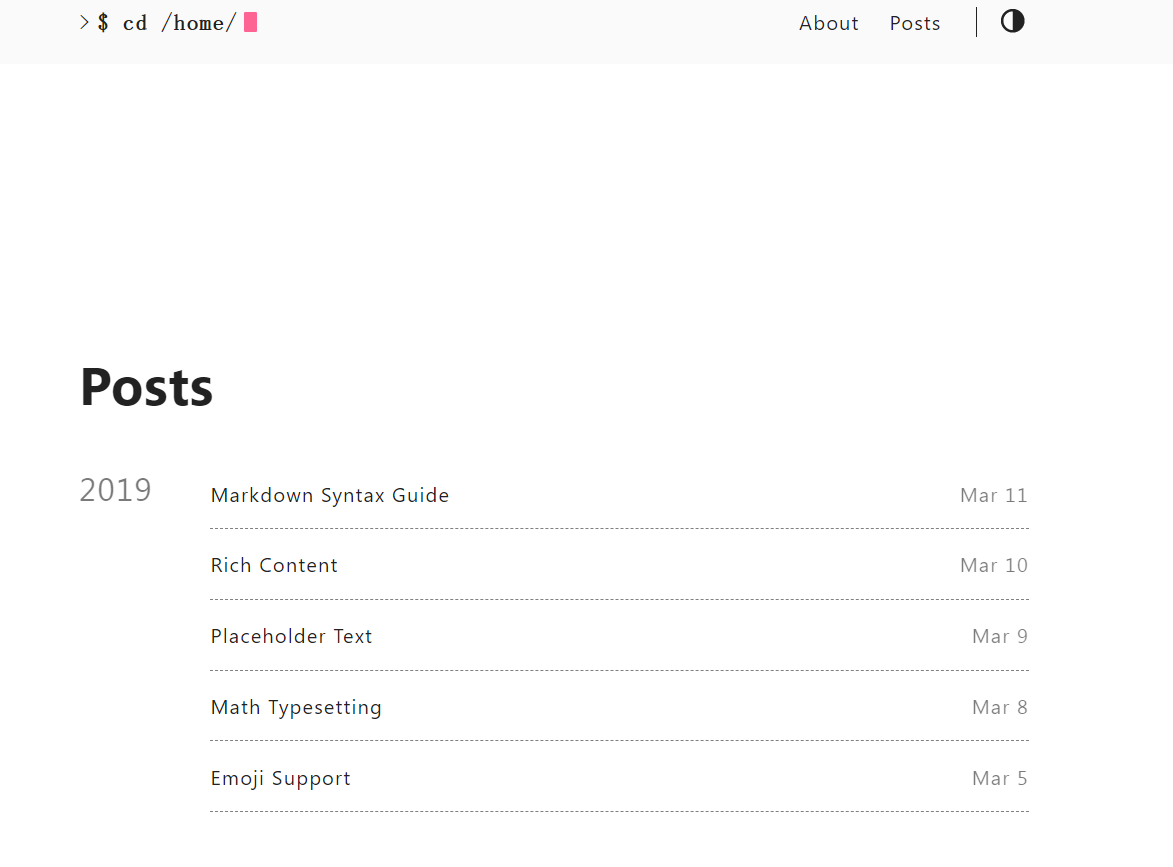 >$ cd /home/
About Posts
Posts
2019
Markdown Syntax Guide Mar 11
Rich Content Mar 10
Placeholder Text Mar 9
Math Typesetting Mar 8
Emoji Support Mar 5